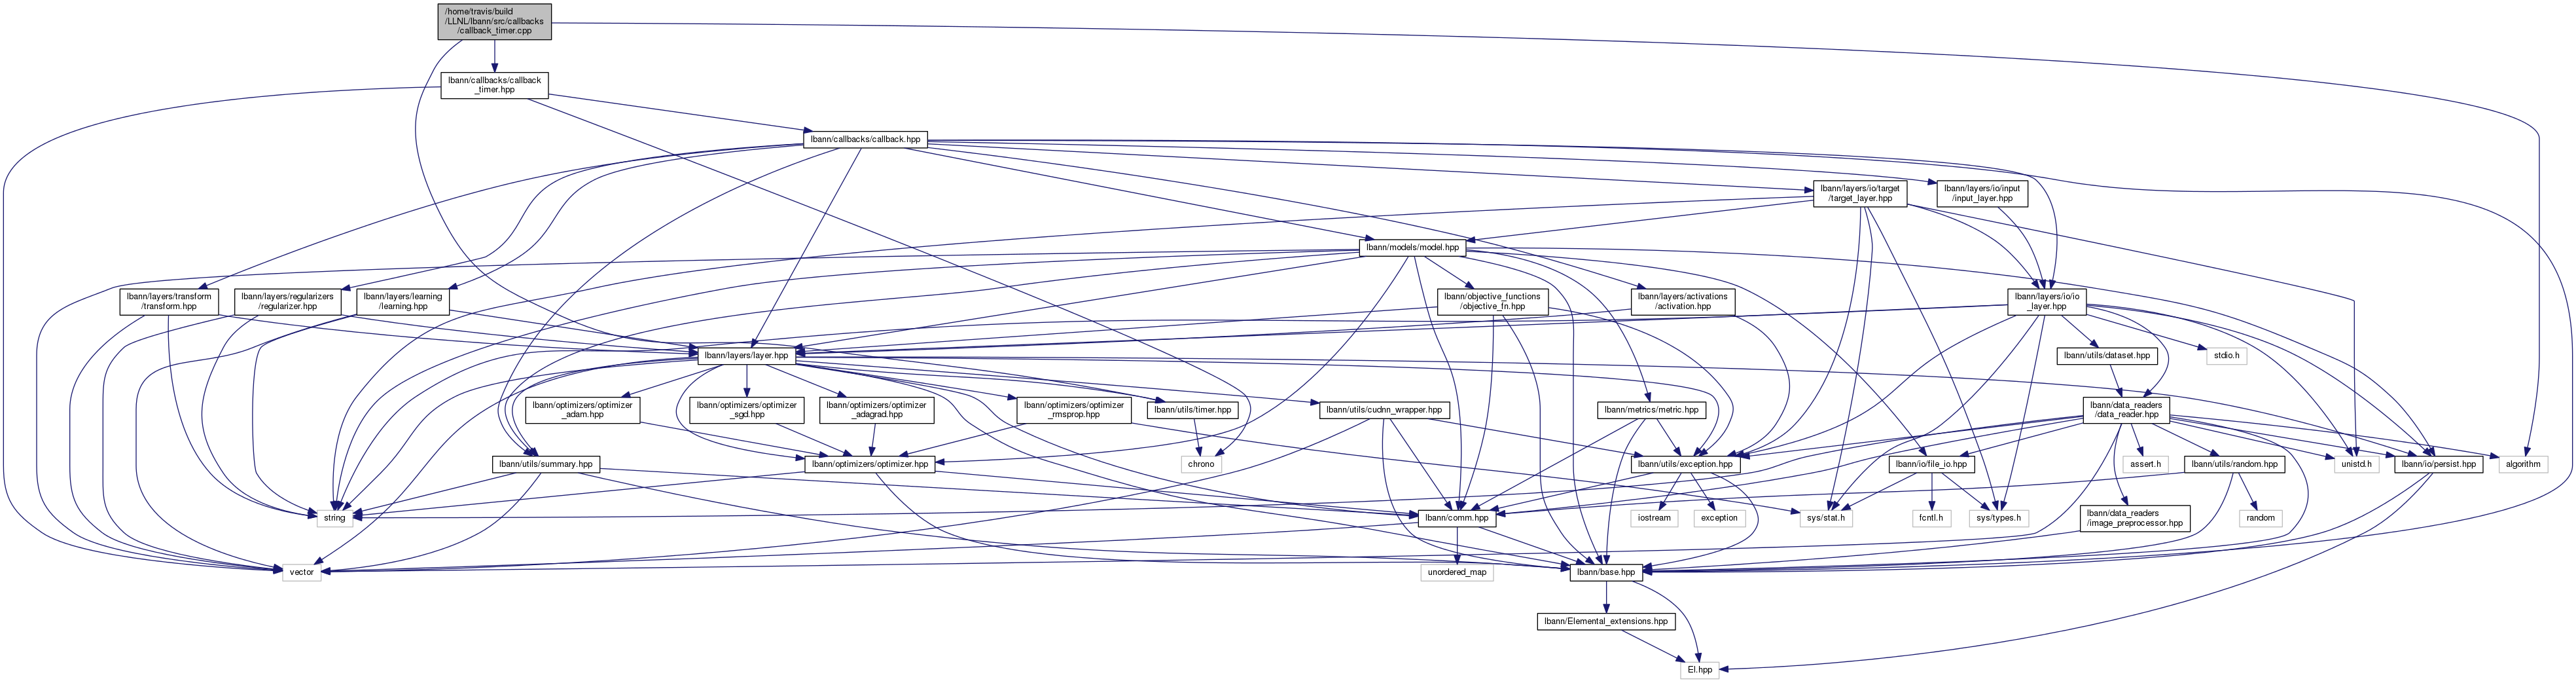 /home/travis/build
/LLNL/lbann/src/callbacks
/callback_timer.cpp
lbann/callbacks/callback
_timer.hpp
lbann/callbacks/callback.hpp
lbann/layers/io/target
/target_layer.hpp
lbann/layers/io/input
/input_layer.hpp
lbann/models/model.hpp
lbann/layers/transform
/transform.hpp
lbann/layers/regularizers
/regularizer.hpp
lbann/layers/learning
/learning.hpp
lbann/objective_functions
/objective_fn.hpp
lbann/layers/activations
/activation.hpp
lbann/layers/io/io
_layer.hpp
lbann/layers/layer.hpp
lbann/utils/dataset.hpp
stdio.h
lbann/optimizers/optimizer
_adam.hpp
lbann/optimizers/optimizer
_sgd.hpp
lbann/optimizers/optimizer
_adagrad.hpp
lbann/optimizers/optimizer
_rmsprop.hpp
lbann/utils/timer.hpp
lbann/utils/cudnn_wrapper.hpp
lbann/metrics/metric.hpp
lbann/data_readers
/data_reader.hpp
lbann/utils/summary.hpp
lbann/optimizers/optimizer.hpp
chrono
lbann/utils/exception.hpp
lbann/io/file_io.hpp
assert.h
lbann/utils/random.hpp
unistd.h
lbann/io/persist.hpp
algorithm
string
lbann/comm.hpp
iostream
exception
sys/stat.h
fcntl.h
sys/types.h
lbann/data_readers
/image_preprocessor.hpp
random
vector
unordered_map
lbann/base.hpp
lbann/Elemental_extensions.hpp
El.hpp